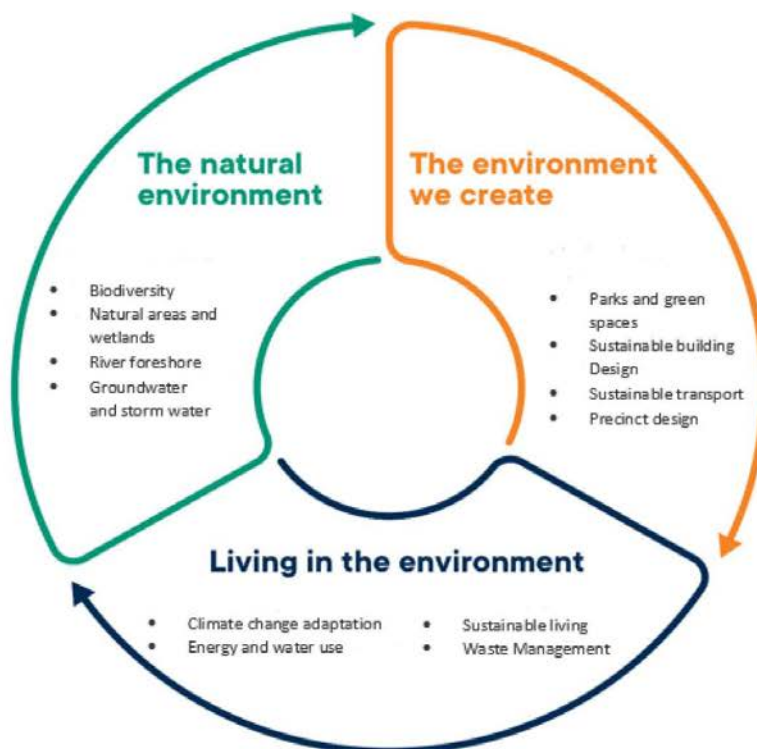 The natural
environment
• Biodiversity
• Natural areas and
wetlands
• River foreshore
• Groundwater
and storm water
The environment
we create
• Parks and green
spaces
• Sustainable building
Design
• Sustainable transport
• Precinct design
Living in the environment
• Climate change adaptation
• Energy and water use
• Sustainable living
• Waste Management